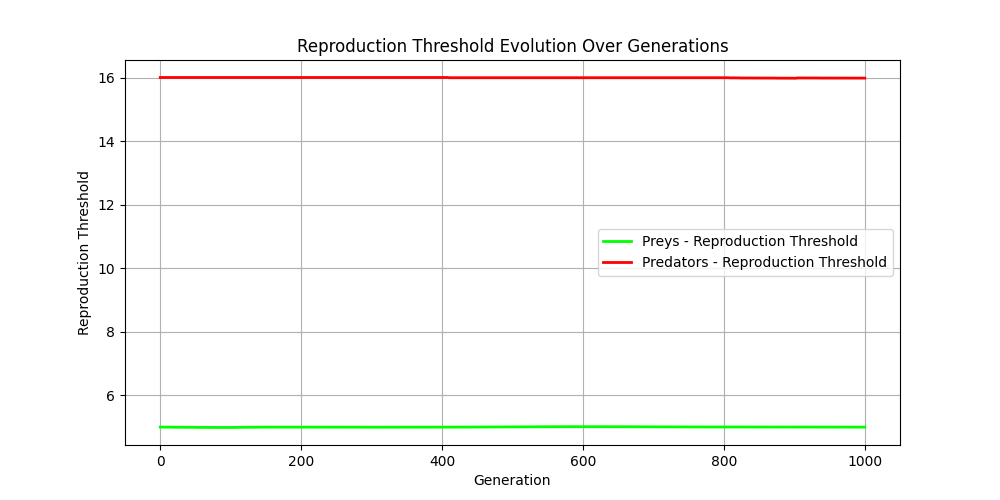 Reproduction Threshold Evolution Over Generations
16
14
12
10
8
6
Reproduction Threshold
Preys - Reproduction Threshold
Predators - Reproduction Threshold
0 200 400 600 800 1000
Generation